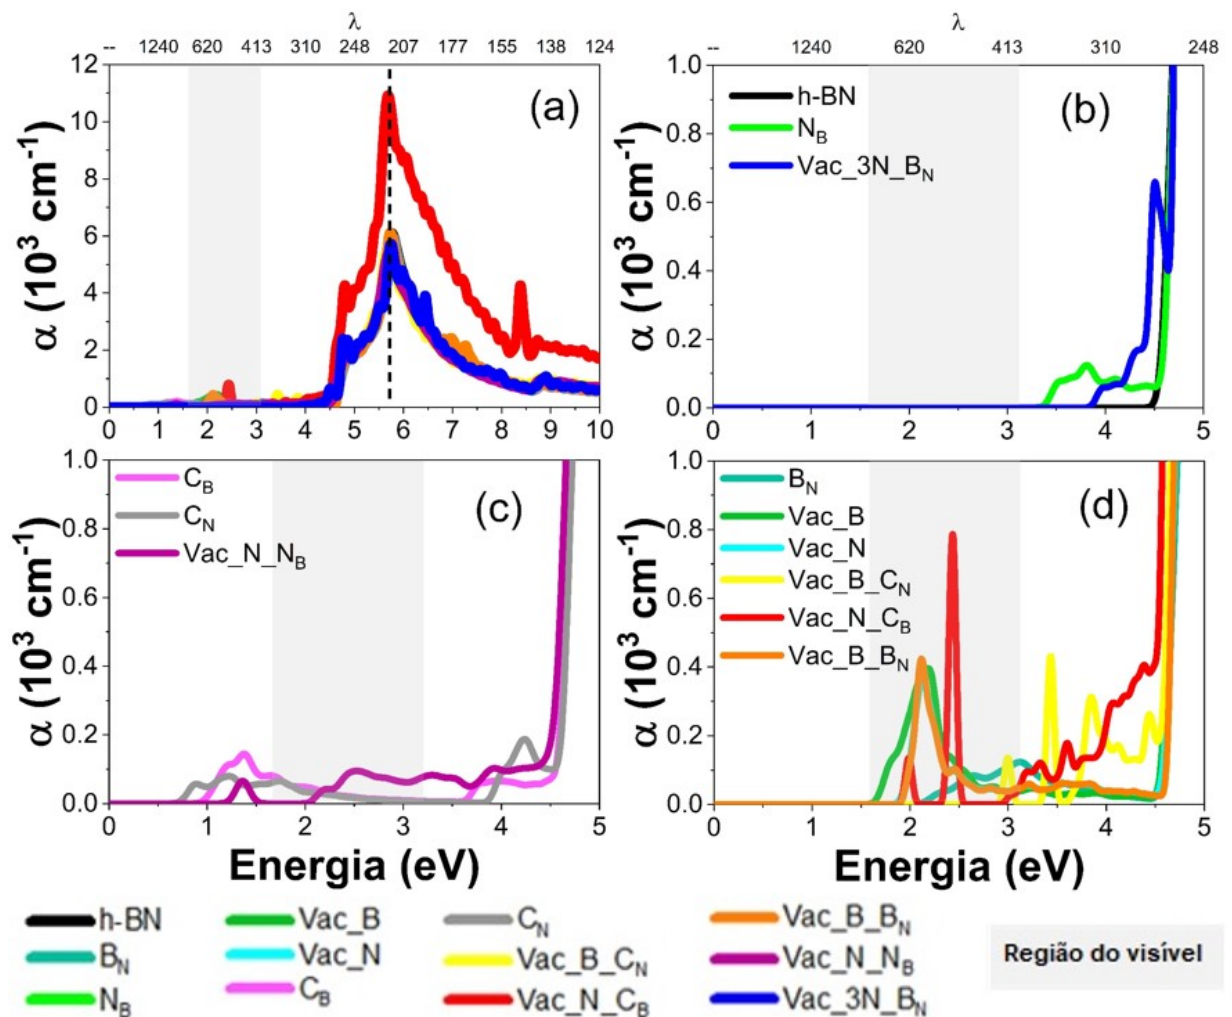 λ
-- 1240 620 413 310 248 207 177 155 138 124
12
10
8
6
4
2
0
α (10³ cm⁻¹)
(a)
0 1 2 3 4 5 6 7 8 9 10
λ
-- 1240 620 413 310 248
1.0
0.8
0.6
0.4
0.2
0.0
α (10³ cm⁻¹)
h-BN
N_B
Vac_3N_B_N
(b)
0 1 2 3 4 5
1.0
0.8
0.6
0.4
0.2
0.0
α (10³ cm⁻¹)
C_B
C_N
Vac_N_N_B
(c)
0 1 2 3 4 5
Energia (eV)
1.0
0.8
0.6
0.4
0.2
0.0
α (10³ cm⁻¹)
B_N
Vac_B
Vac_N
Vac_B_C_N
Vac_N_C_B
Vac_B_B_N
(d)
0 1 2 3 4 5
Energia (eV)
h-BN
B_N
N_B
Vac_B
Vac_N
C_B
C_N
Vac_B_C_N
Vac_N_C_B
Vac_B_B_N
Vac_N_N_B
Vac_3N_B_N
Região do visível